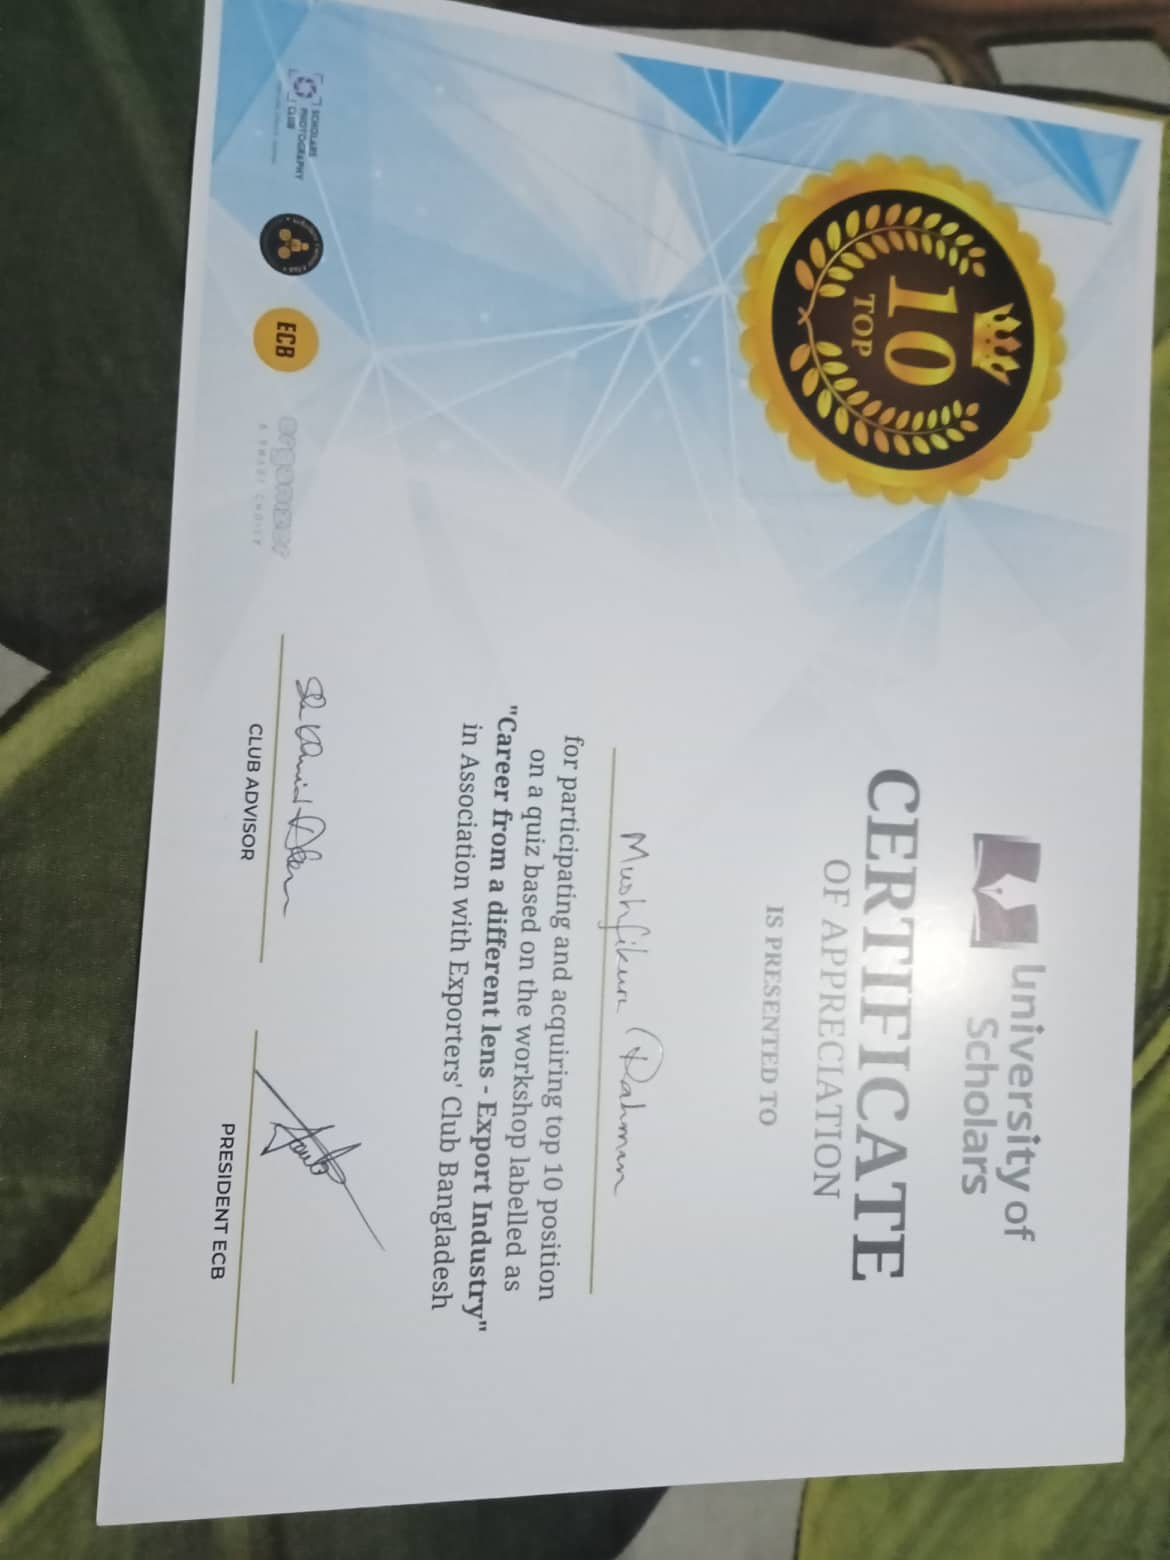 University of
Scholars
TOP
10
CERTIFICATE
OF APPRECIATION
IS PRESENTED TO
Mushfikur Rahman
for participating and acquiring top 10 position
on a quiz based on the workshop labelled as
"Career from a different lens - Export Industry"
in Association with Exporters' Club Bangladesh
SCHOLARS
PHOTOGRAPHY
CLUB
ECB
A SMART CHOICE
CLUB ADVISOR
PRESIDENT ECB